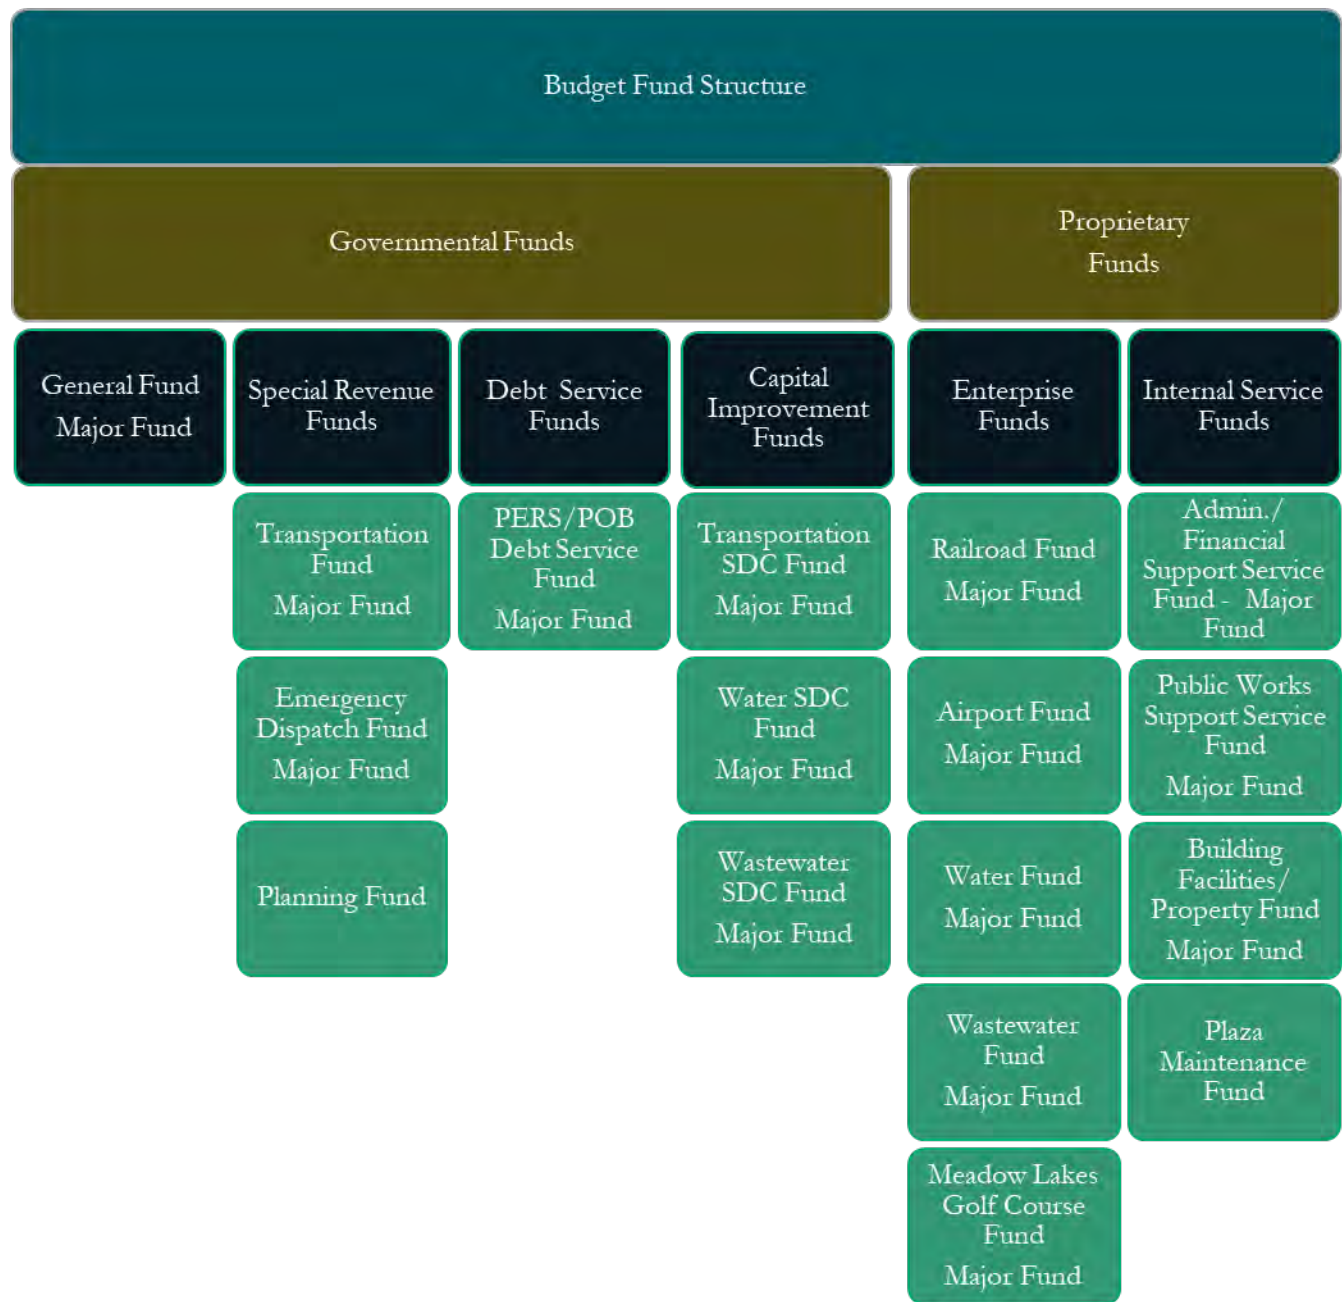 Budget Fund Structure
Governmental Funds
Proprietary
Funds
General Fund
Major Fund
Special Revenue
Funds
Debt Service
Funds
Capital
Improvement
Funds
Enterprise
Funds
Internal Service
Funds
Transportation
Fund
Major Fund
PERS/POB
Debt Service
Fund
Major Fund
Transportation
SDC Fund
Major Fund
Railroad Fund
Major Fund
Admin./
Financial
Support Service
Fund - Major
Fund
Emergency
Dispatch Fund
Major Fund
Water SDC
Fund
Major Fund
Airport Fund
Major Fund
Public Works
Support Service
Fund
Major Fund
Planning Fund
Wastewater
SDC Fund
Major Fund
Water Fund
Major Fund
Building
Facilities/
Property Fund
Major Fund
Wastewater
Fund
Major Fund
Plaza
Maintenance
Fund
Meadow Lakes
Golf Course
Fund
Major Fund